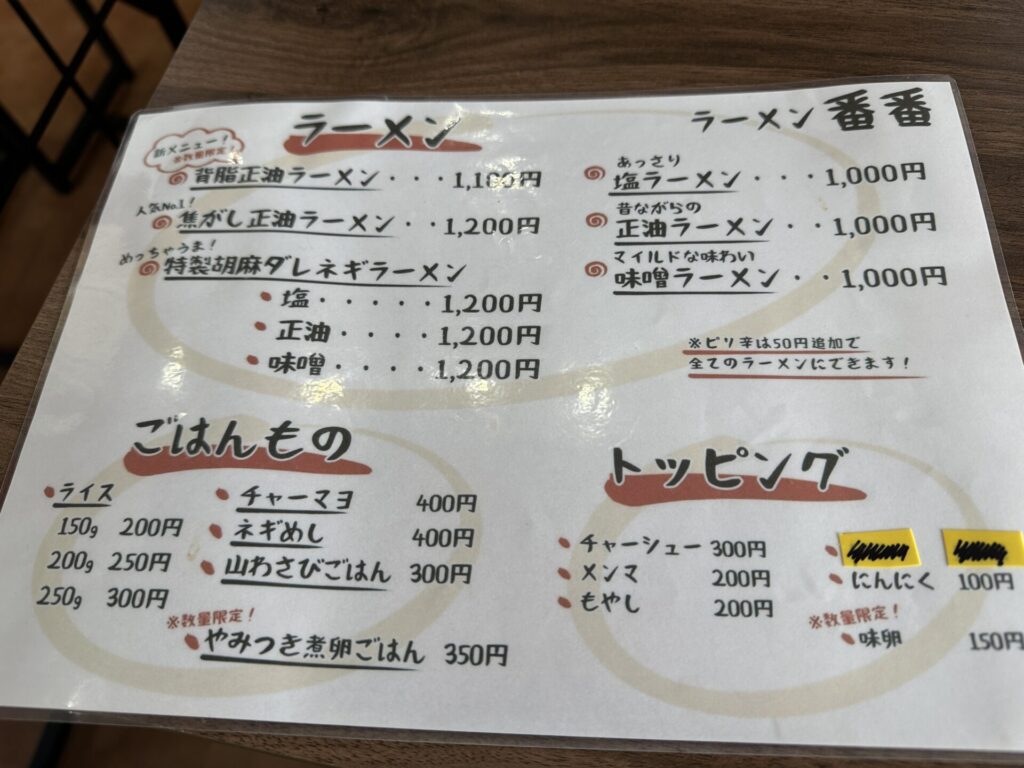 ラーメン
ラーメン 番番
新メニュー!
※数量限定!
背脂正油ラーメン・・・1,100円
人気No.1!
焦がし正油ラーメン・・1,200円
めっちゃうま!
特製胡麻ダレネギラーメン
塩・・・・・1,200円
正油・・・・1,200円
味噌・・・・1,200円
あっさり
塩ラーメン・・・1,000円
昔ながらの
正油ラーメン・・1,000円
マイルドな味わい
味噌ラーメン・・1,000円
※ピリ辛は50円追加で
全てのラーメンにできます!
ごはんもの
ライス
150g 200円
200g 250円
250g 300円
チャーマヨ 400円
ネギめし 400円
山わさびごはん 300円
※数量限定!
やみつき煮卵ごはん 350円
トッピング
チャーシュー 300円
メンマ 200円
もやし 200円
にんにく 100円
※数量限定!
味卵 150円